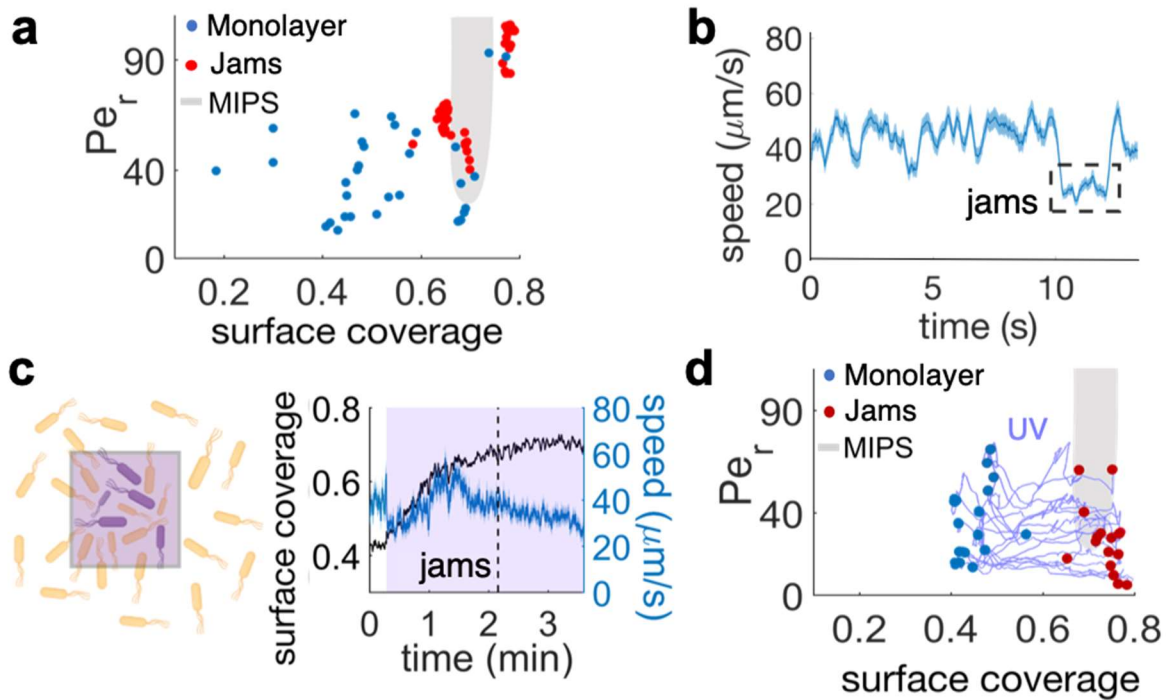 a
Monolayer
Jams
MIPS
Pe r
90
40
0
0.2 0.4 0.6 0.8
surface coverage
b
speed (μm/s)
80
60
40
20
0
jams
0 5 10
time (s)
c
surface coverage
0.8
0.6
0.4
jams
0 1 2 3
time (min)
80
60
40
20
0
speed (μm/s)
d
Monolayer
Jams
MIPS
UV
Pe r
90
40
0
0.2 0.4 0.6 0.8
surface coverage